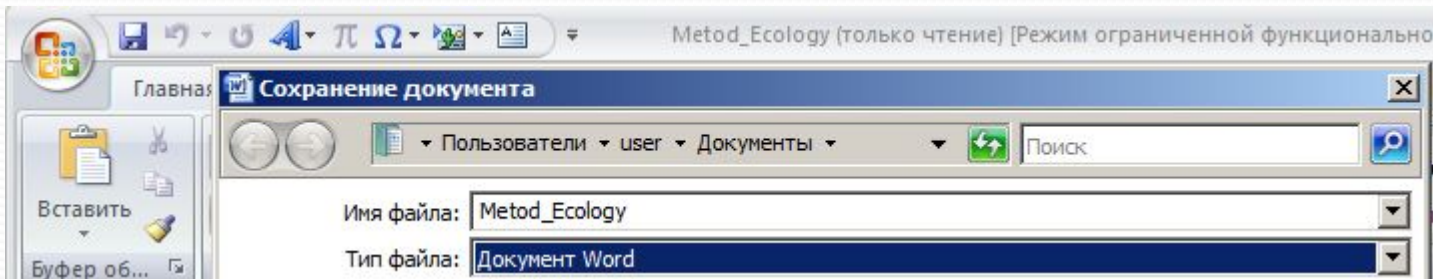 Metod_Ecology (только чтение) [Режим ограниченной функционально
Главная
Сохранение документа
Пользователи user Документы
Поиск
Вставить
Имя файла: Metod_Ecology
Тип файла: Документ Word
Буфер об...